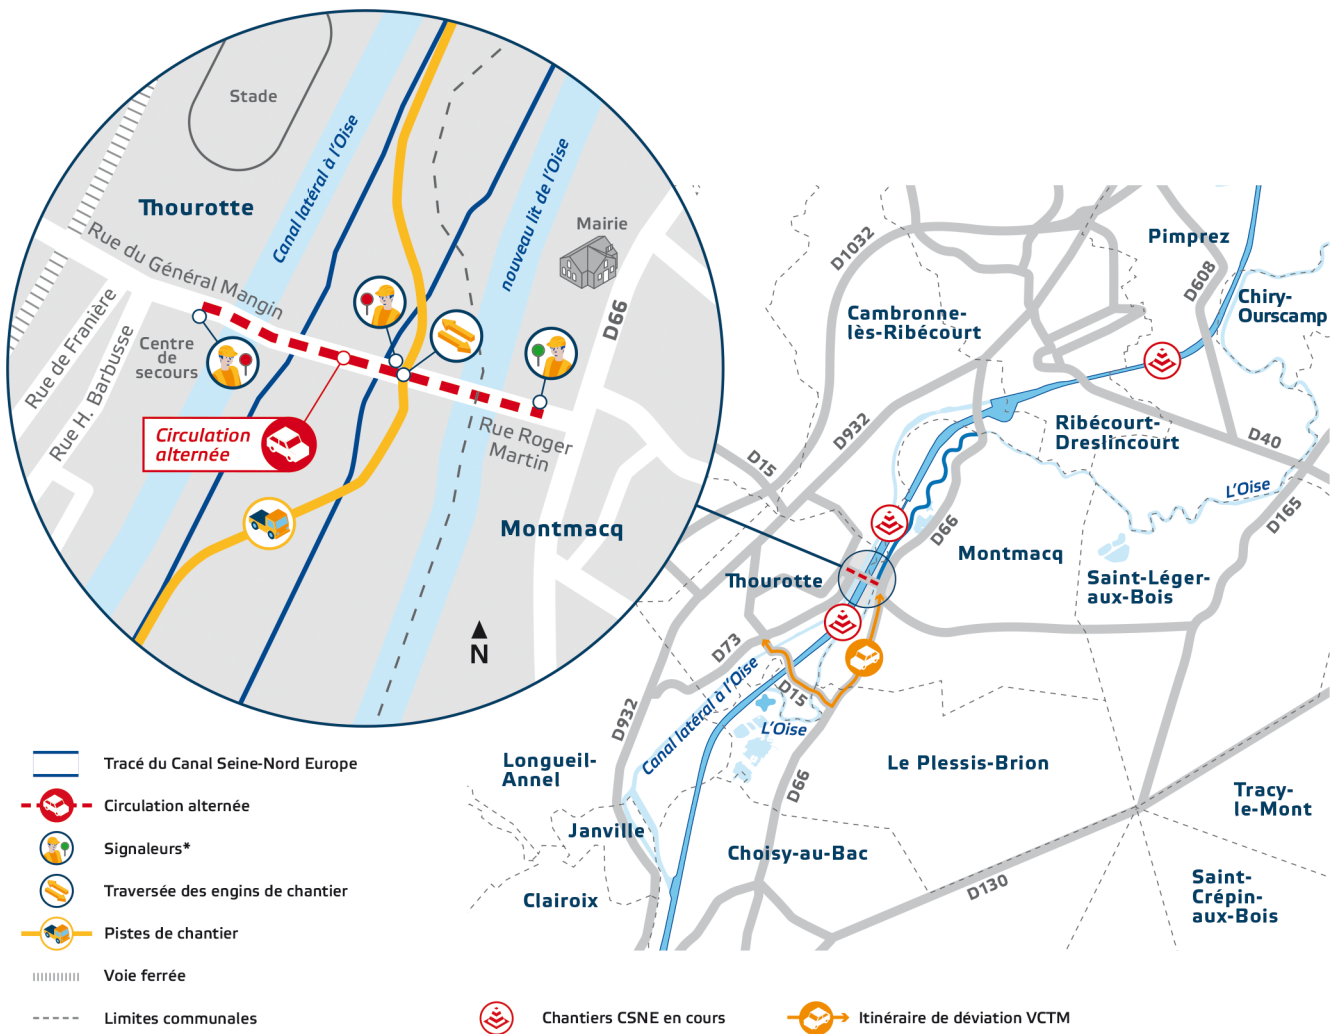 Stade
Thourotte
Canal latéral à l'Oise
nouveau lit de l'Oise
Mairie
D66
Rue du Général Mangin
Rue de Franière
Rue H. Barbusse
Centre
de
secours
Circulation
alternée
Rue Roger
Martin
Montmacq
N
D1032
Pimprez
D608
Chiry-
Ourscamp
Cambronne-
lès-Ribécourt
Ribécourt-
Dreslincourt
D932
D40
D15
L'Oise
D165
D66
Montmacq
Thourotte
Saint-Léger-
aux-Bois
D73
Canal latéral à l'Oise
D15
L'Oise
D932
Longueil-
Annel
D66
Le Plessis-Brion
Tracy-
le-Mont
Janville
Choisy-au-Bac
Clairoix
D130
Saint-
Crépin-
aux-Bois
Tracé du Canal Seine-Nord Europe
Circulation alternée
Signaleurs*
Traversée des engins de chantier
Pistes de chantier
Voie ferrée
Limites communales
Chantiers CSNE en cours
Itinéraire de déviation VCTM